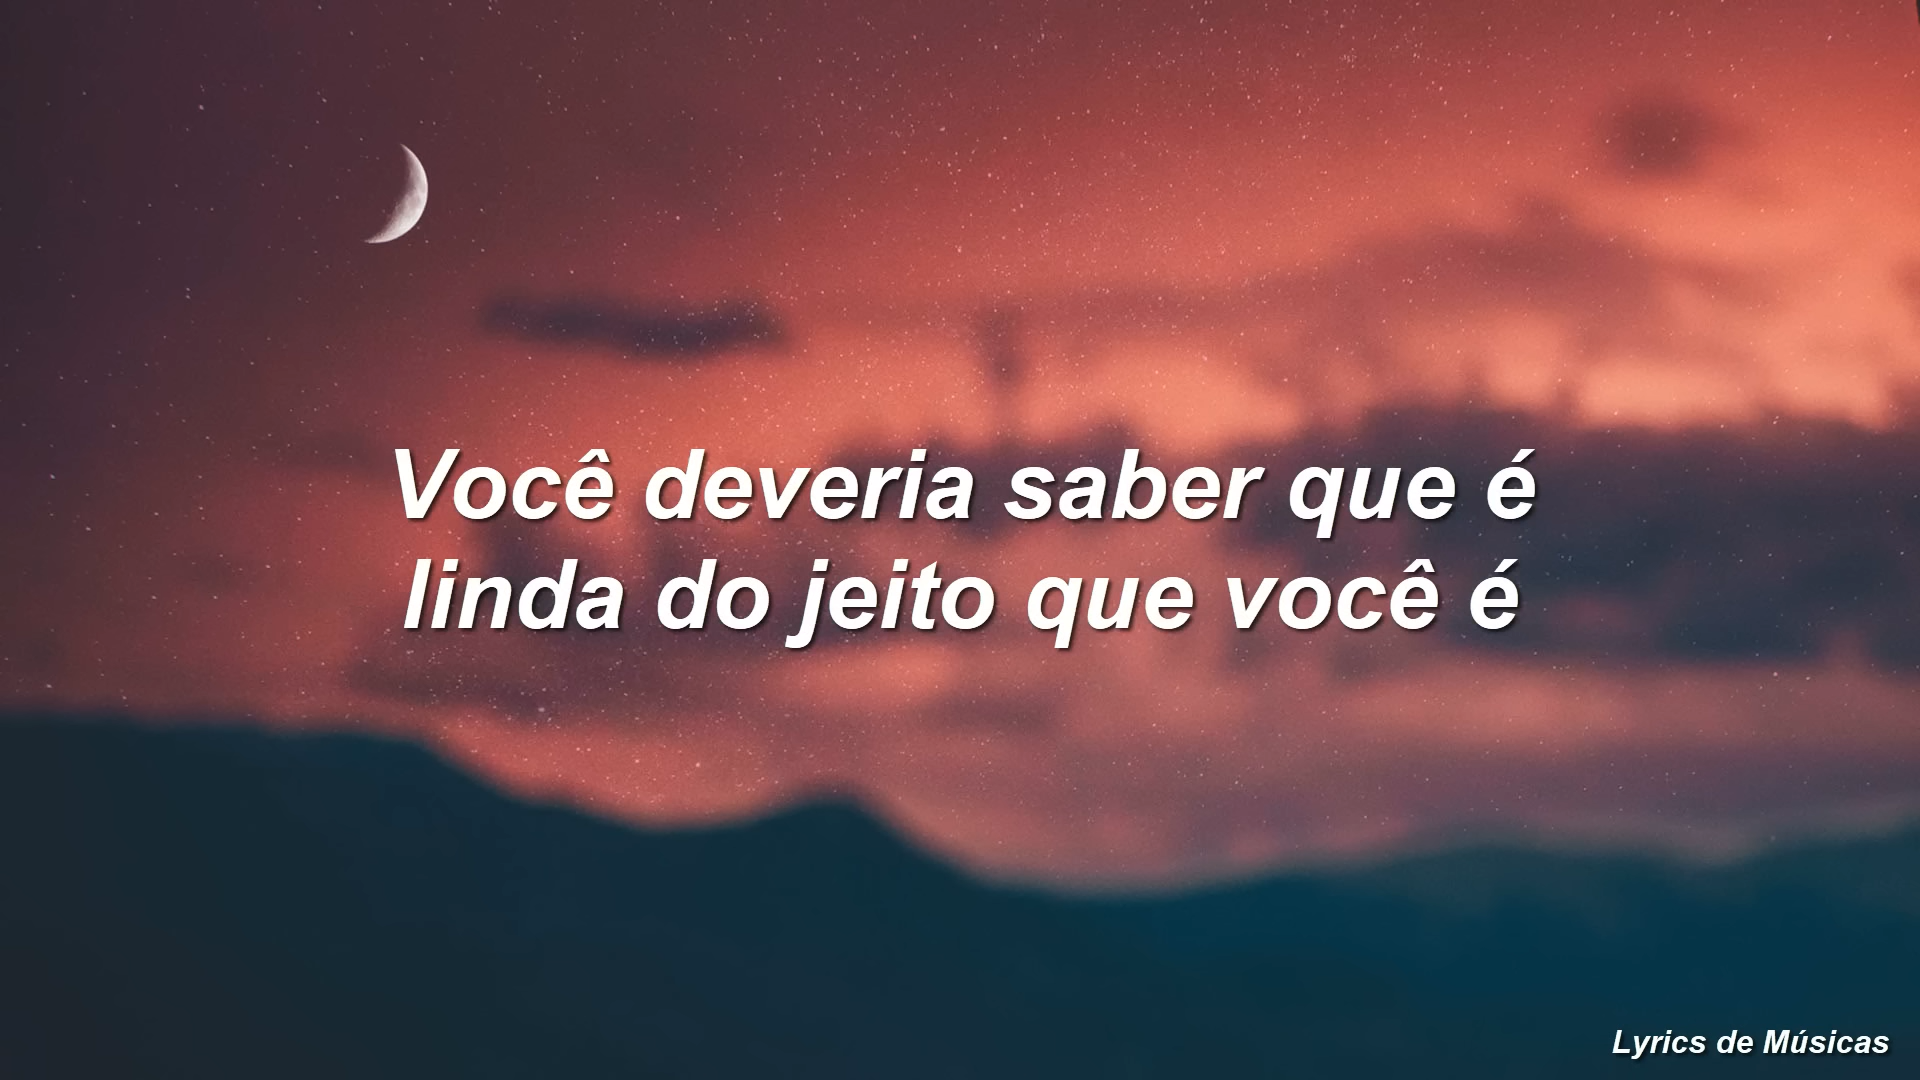 Você deveria saber que é
linda do jeito que você é
Lyrics de Músicas